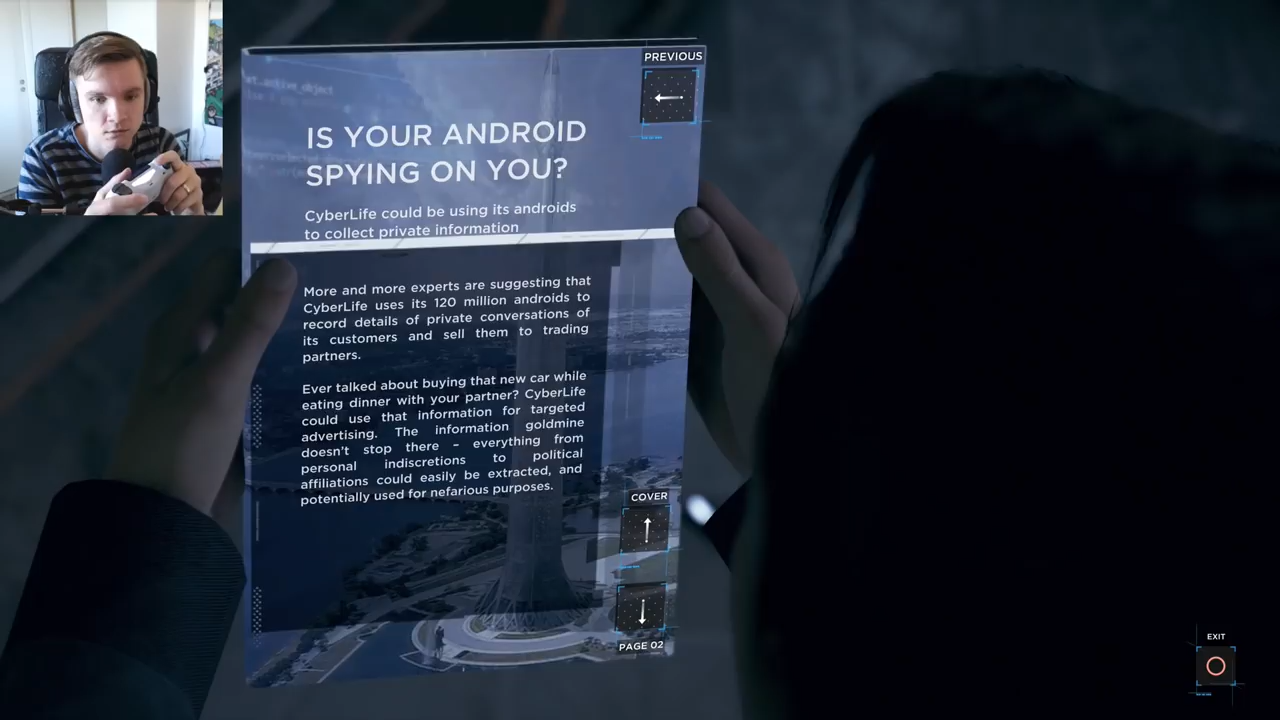 PREVIOUS
IS YOUR ANDROID
SPYING ON YOU?
CyberLife could be using its androids
to collect private information
More and more experts are suggesting that
CyberLife uses its 120 million androids to
record details of private conversations of
its customers and sell them to trading
partners.
Ever talked about buying that new car while
eating dinner with your partner? CyberLife
could use that information for targeted
advertising. The information goldmine
doesn't stop there – everything from
personal indiscretions to political
affiliations could easily be extracted, and
potentially used for nefarious purposes.
COVER
PAGE 02
EXIT